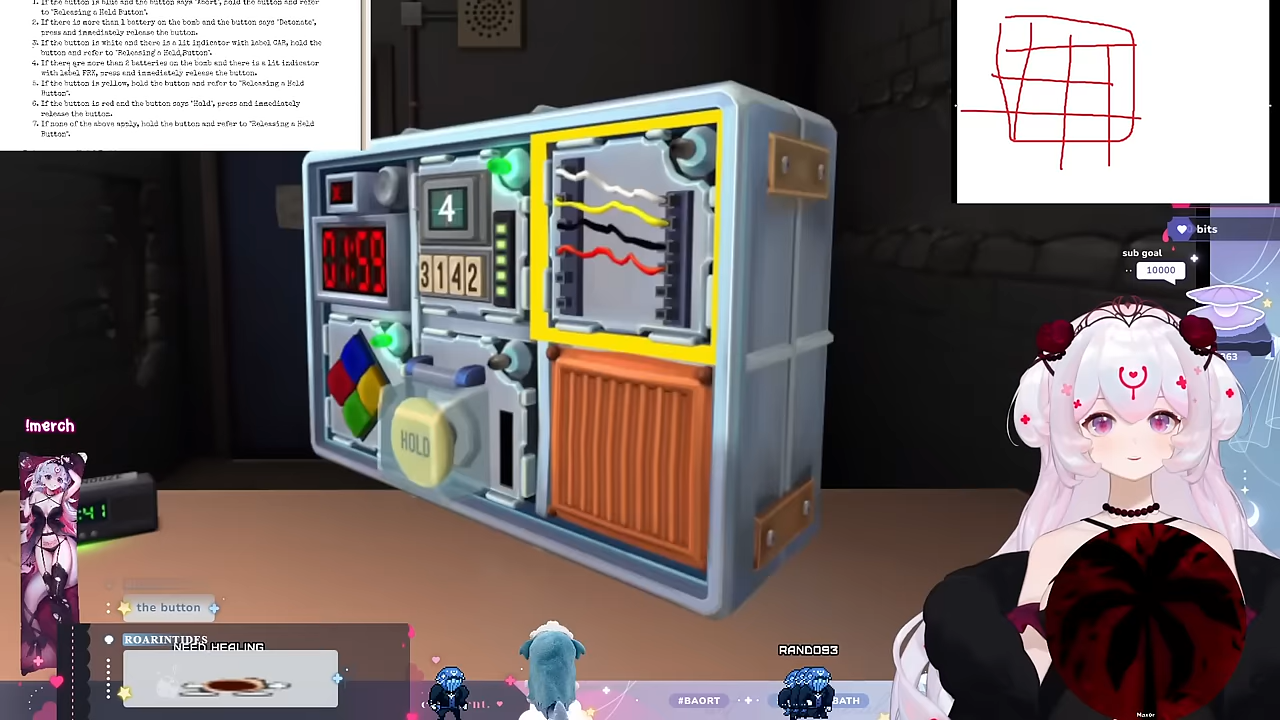 1. If the button is blue and the button says "Abort", hold the button and refer
to "Releasing a Held Button".
2. If there is more than 1 battery on the bomb and the button says "Detonate",
press and immediately release the button.
3. If the button is white and there is a lit indicator with label CAR, hold the
button and refer to "Releasing a Held Button".
4. If there are more than 2 batteries on the bomb and there is a lit indicator
with label FRK, press and immediately release the button.
5. If the button is yellow, hold the button and refer to "Releasing a Held
Button".
6. If the button is red and the button says "Hold", press and immediately
release the button.
7. If none of the above apply, hold the button and refer to "Releasing a Held
Button".
x
01:59
4
3142
HOLD
bits
sub goal
10000
!merch
:41
the button
ROARINTIDES
NEED HEALING
RANDO93
#BAORT
BATH